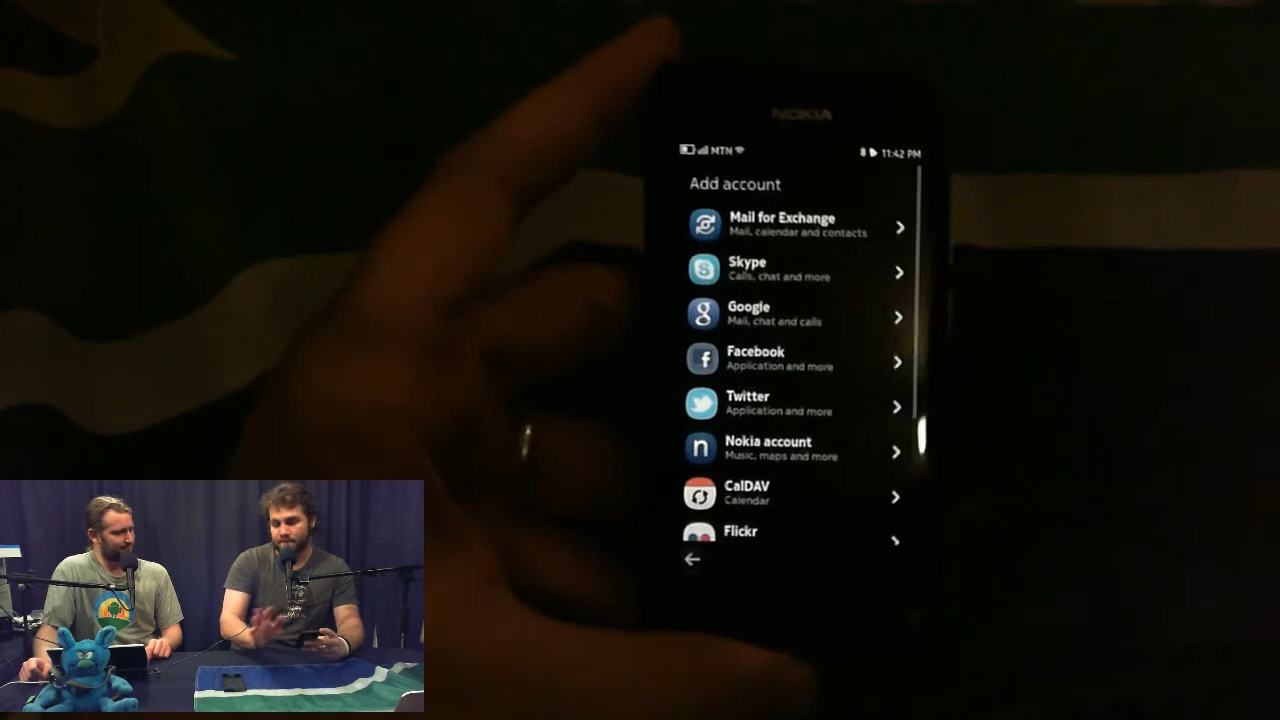 NOKIA
MTN
11:42 PM
Add account
Mail for Exchange
Mail, calendar and contacts
Skype
Calls, chat and more
Google
Mail, chat and calls
Facebook
Application and more
Twitter
Application and more
Nokia account
Music, maps and more
CalDAV
Calendar
Flickr